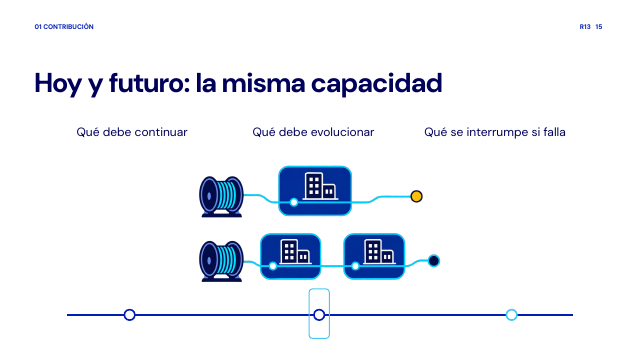 01 CONTRIBUCIÓN
R13 15
Hoy y futuro: la misma capacidad
Qué debe continuar
Qué debe evolucionar
Qué se interrumpe si falla